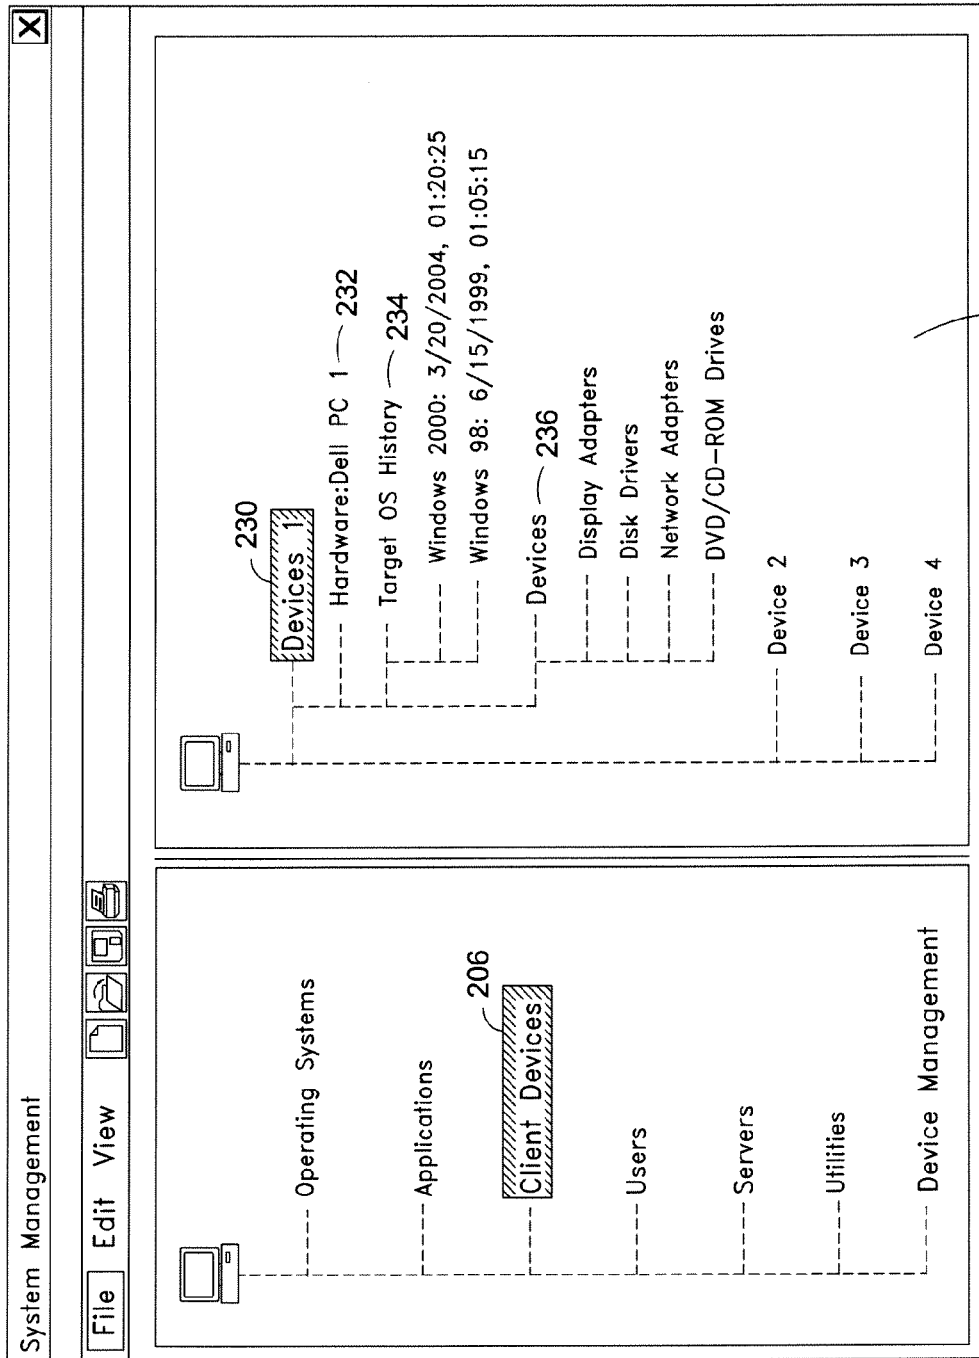 System Management
X
File Edit View
Operating Systems
Applications
206
Client Devices
Users
Servers
Utilities
Device Management
230
Devices 1
Hardware:Dell PC 1 232
Target OS History 234
Windows 2000: 3/20/2004, 01:20:25
Windows 98: 6/15/1999, 01:05:15
Devices 236
Display Adapters
Disk Drivers
Network Adapters
DVD/CD-ROM Drives
Device 2
Device 3
Device 4